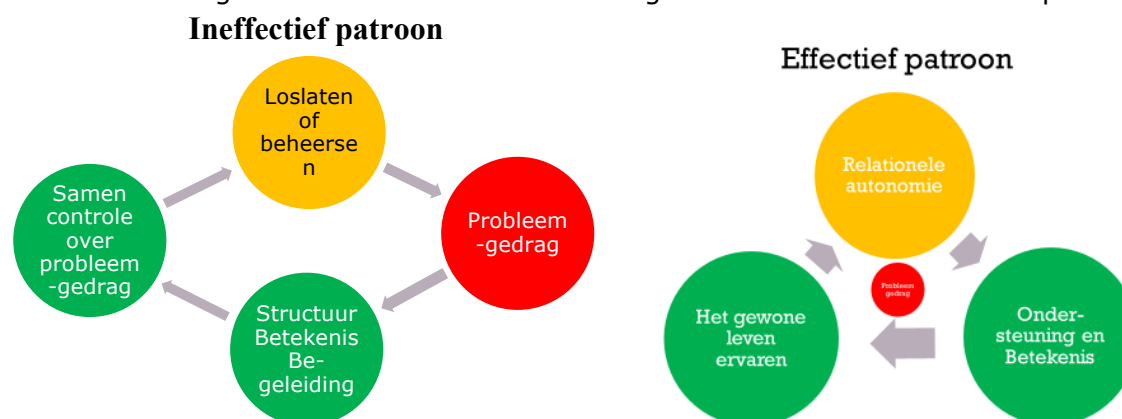 Ineffectief patroon
Loslaten
of
beheerse
n
Samen
controle
over
probleem
-gedrag
Probleem
-gedrag
Structuur
Betekenis
Be-
geleiding
Effectief patroon
Relationele
autonomie
Probleem
gedrag
Het gewone
leven
ervaren
Onder-
steuning en
Betekenis